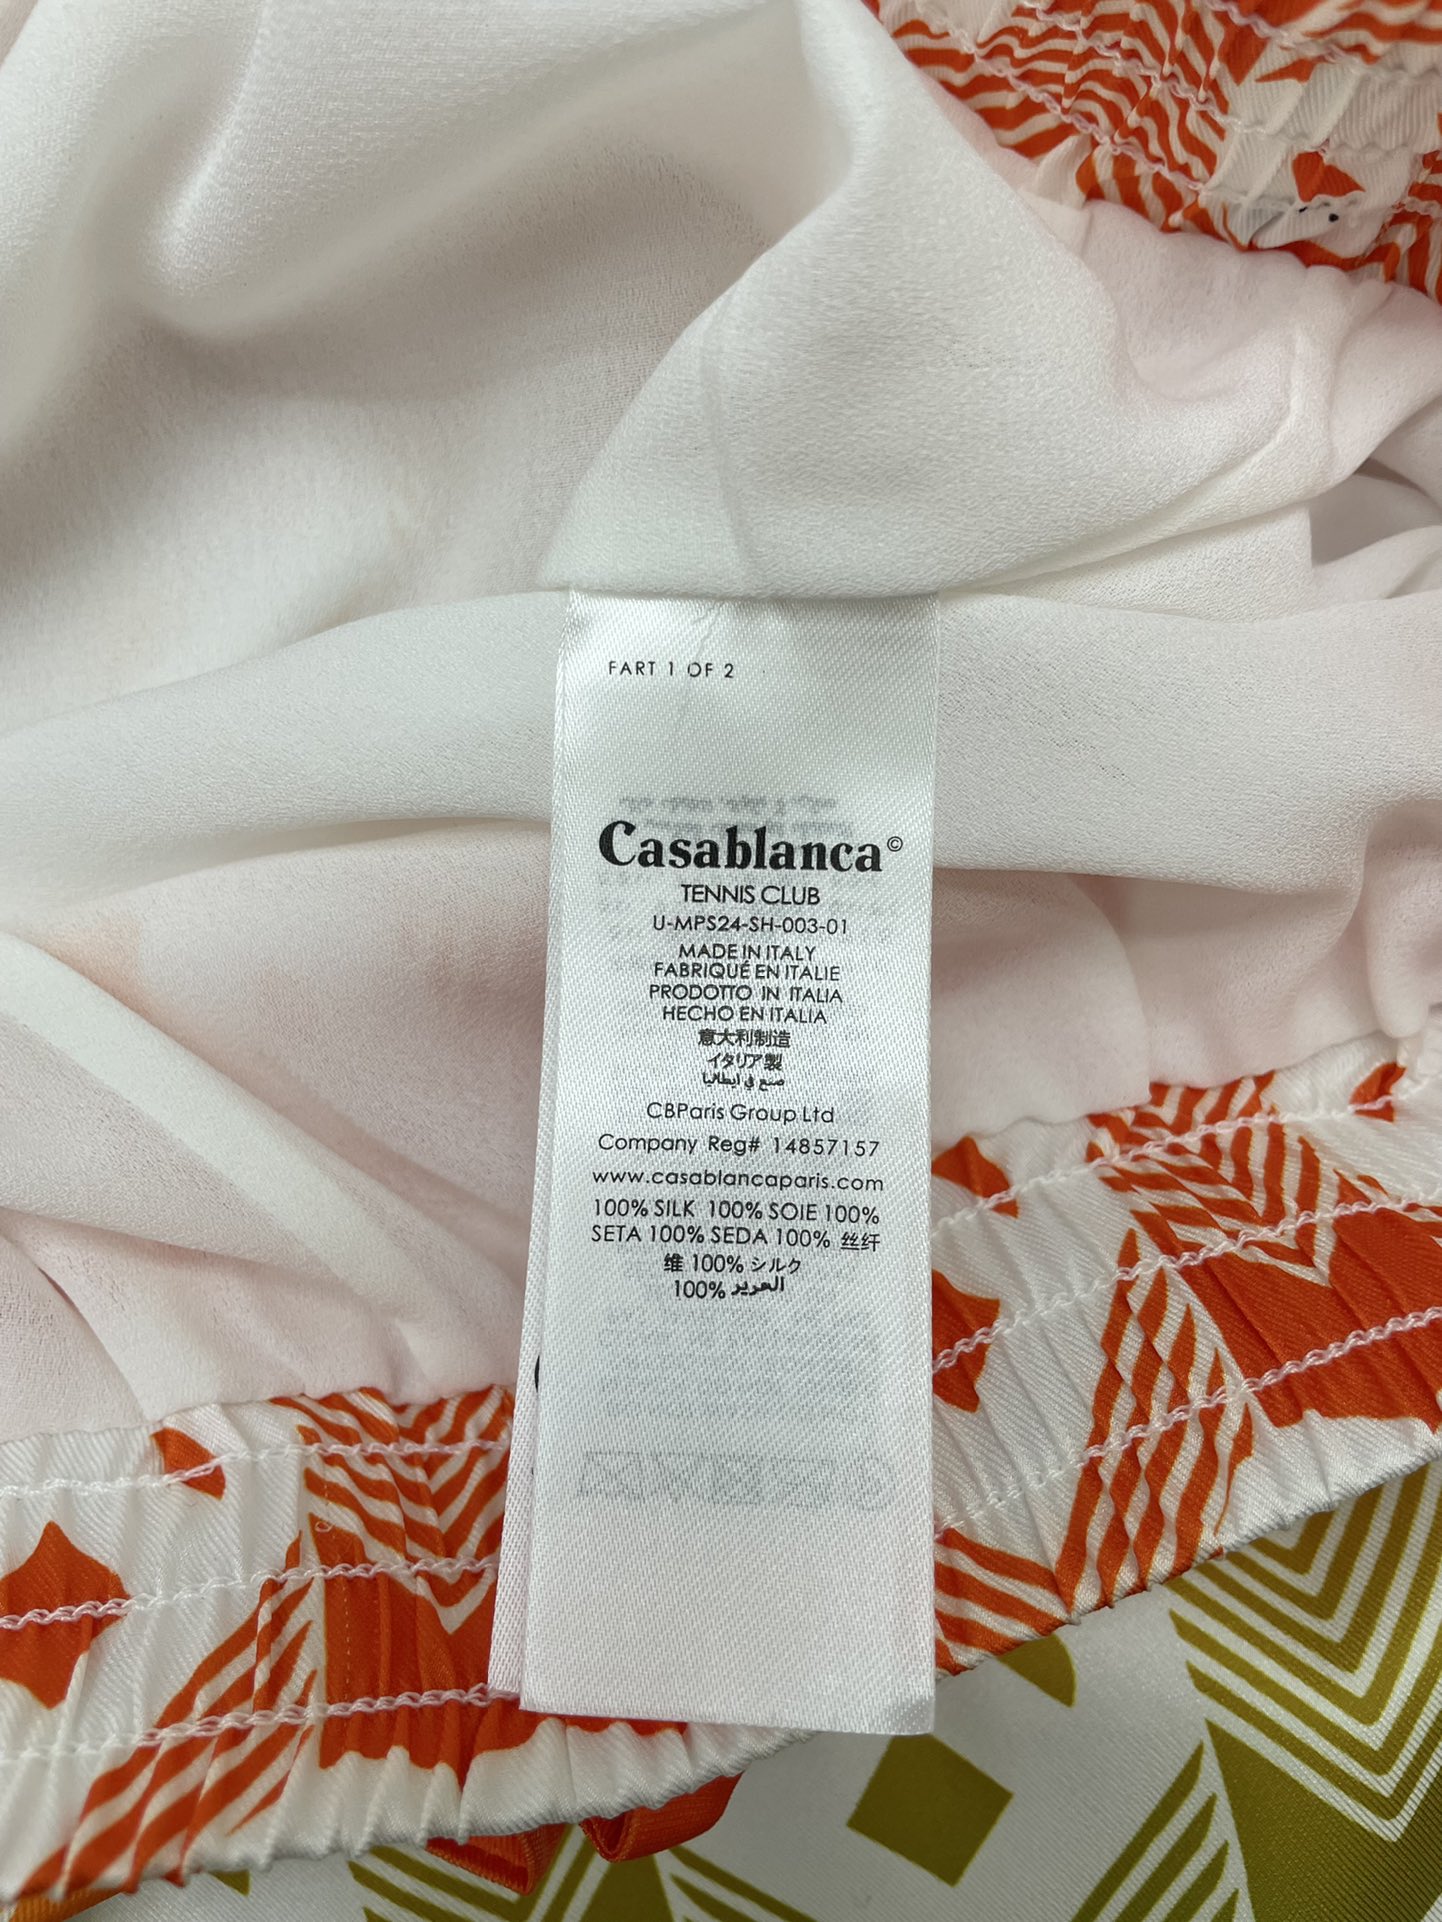 FART 1 OF 2
Casablanca©
TENNIS CLUB
U-MPS24-SH-003-01
MADE IN ITALY
FABRIQUÉ EN ITALIE
PRODOTTO IN ITALIA
HECHO EN ITALIA
意大利制造
イタリア製
صنع في ايطاليا
CBParis Group Ltd
Company Reg# 14857157
www.casablancaparis.com
100% SILK 100% SOIE 100%
SETA 100% SEDA 100% 丝纤
维 100% シルク
100% الحرير